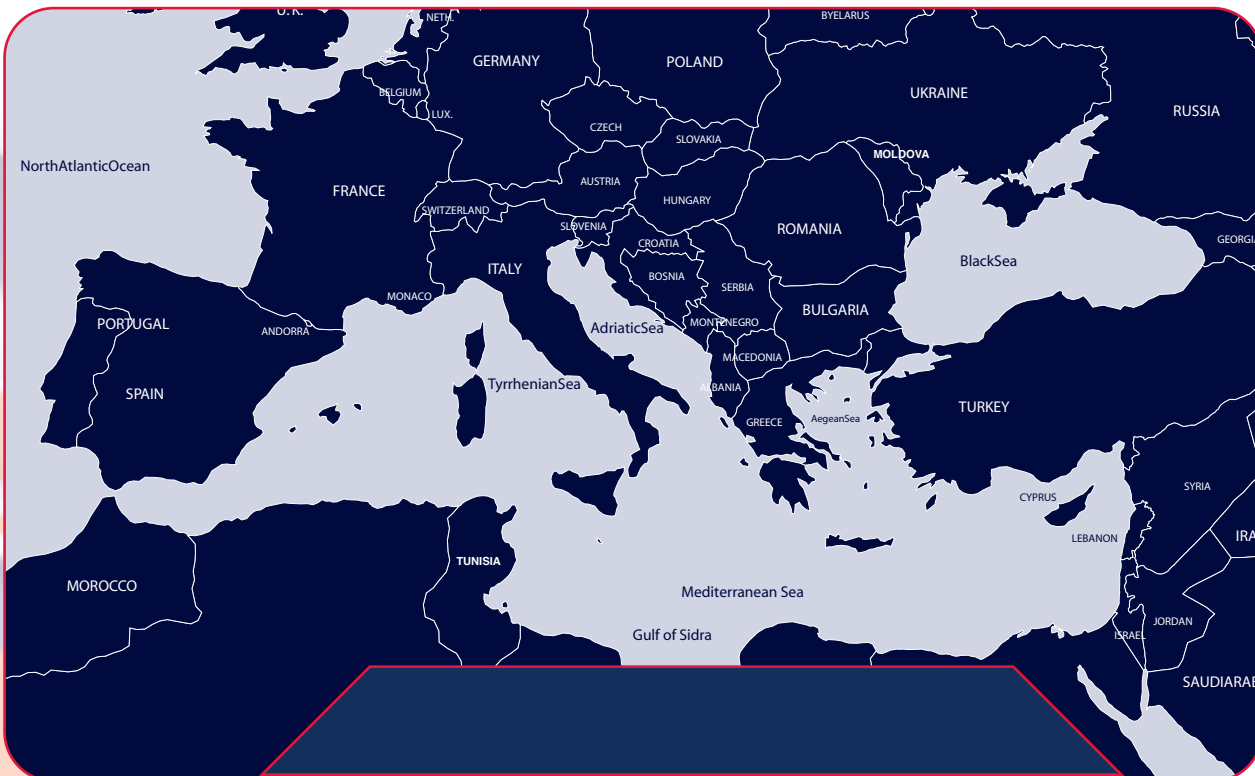 U. K.
NETH.
BYELARUS
GERMANY
POLAND
BELGIUM
UKRAINE
LUX.
RUSSIA
CZECH
SLOVAKIA
MOLDOVA
NorthAtlanticOcean
AUSTRIA
FRANCE
HUNGARY
SWITZERLAND
SLOVENIA
ROMANIA
CROATIA
GEORGIA
BlackSea
ITALY
BOSNIA
SERBIA
MONACO
BULGARIA
PORTUGAL
MONTENEGRO
AdriaticSea
ANDORRA
MACEDONIA
TyrrhenianSea
ALBANIA
SPAIN
TURKEY
AegeanSea
GREECE
SYRIA
CYPRUS
IRA
LEBANON
TUNISIA
MOROCCO
Mediterranean Sea
JORDAN
Gulf of Sidra
ISRAEL
SAUDIARAB